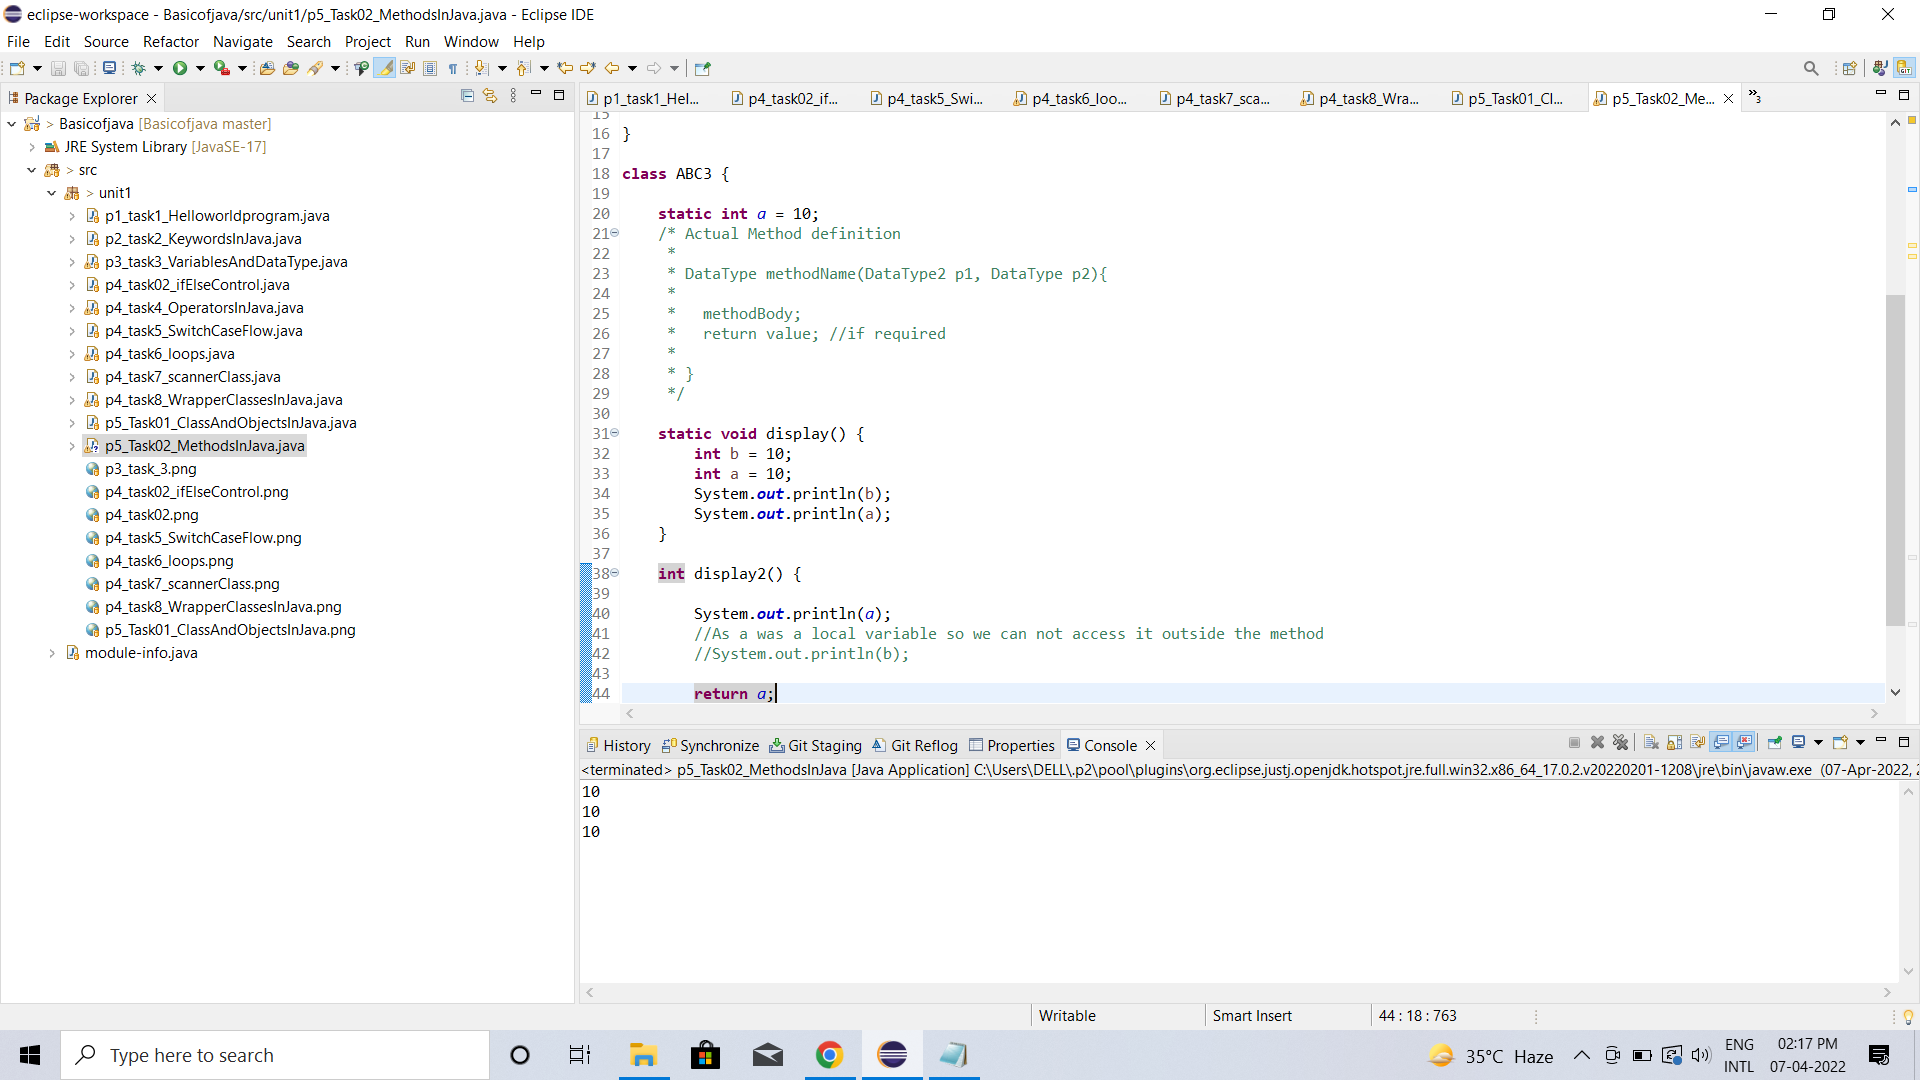 eclipse-workspace - Basicofjava/src/unit1/p5_Task02_MethodsInJava.java - Eclipse IDE
File Edit Source Refactor Navigate Search Project Run Window Help
Package Explorer
> Basicofjava [Basicofjava master]
JRE System Library [JavaSE-17]
> src
> unit1
p1_task1_Helloworldprogram.java
p2_task2_KeywordsInJava.java
p3_task3_VariablesAndDataType.java
p4_task02_ifElseControl.java
p4_task4_OperatorsInJava.java
p4_task5_SwitchCaseFlow.java
p4_task6_loops.java
p4_task7_scannerClass.java
p4_task8_WrapperClassesInJava.java
p5_Task01_ClassAndObjectsInJava.java
p5_Task02_MethodsInJava.java
p3_task_3.png
p4_task02_ifElseControl.png
p4_task02.png
p4_task5_SwitchCaseFlow.png
p4_task6_loops.png
p4_task7_scannerClass.png
p4_task8_WrapperClassesInJava.png
p5_Task01_ClassAndObjectsInJava.png
module-info.java
p1_task1_Hel... p4_task02_if... p4_task5_Swi... p4_task6_loo... p4_task7_sca... p4_task8_Wra... p5_Task01_Cl... p5_Task02_Me... »3
15
16 }
17
18 class ABC3 {
19
20 static int a = 10;
21 /* Actual Method definition
22 *
23 * DataType methodName(DataType2 p1, DataType p2){
24 *
25 * methodBody;
26 * return value; //if required
27 *
28 * }
29 */
30
31 static void display() {
32 int b = 10;
33 int a = 10;
34 System.out.println(b);
35 System.out.println(a);
36 }
37
38 int display2() {
39
40 System.out.println(a);
41 //As a was a local variable so we can not access it outside the method
42 //System.out.println(b);
43
44 return a;
History Synchronize Git Staging Git Reflog Properties Console
<terminated> p5_Task02_MethodsInJava [Java Application] C:\Users\DELL\.p2\pool\plugins\org.eclipse.justj.openjdk.hotspot.jre.full.win32.x86_64_17.0.2.v20220201-1208\jre\bin\javaw.exe (07-Apr-2022,
10
10
10
Writable Smart Insert 44 : 18 : 763
Type here to search
35°C Haze
ENG
INTL
02:17 PM
07-04-2022